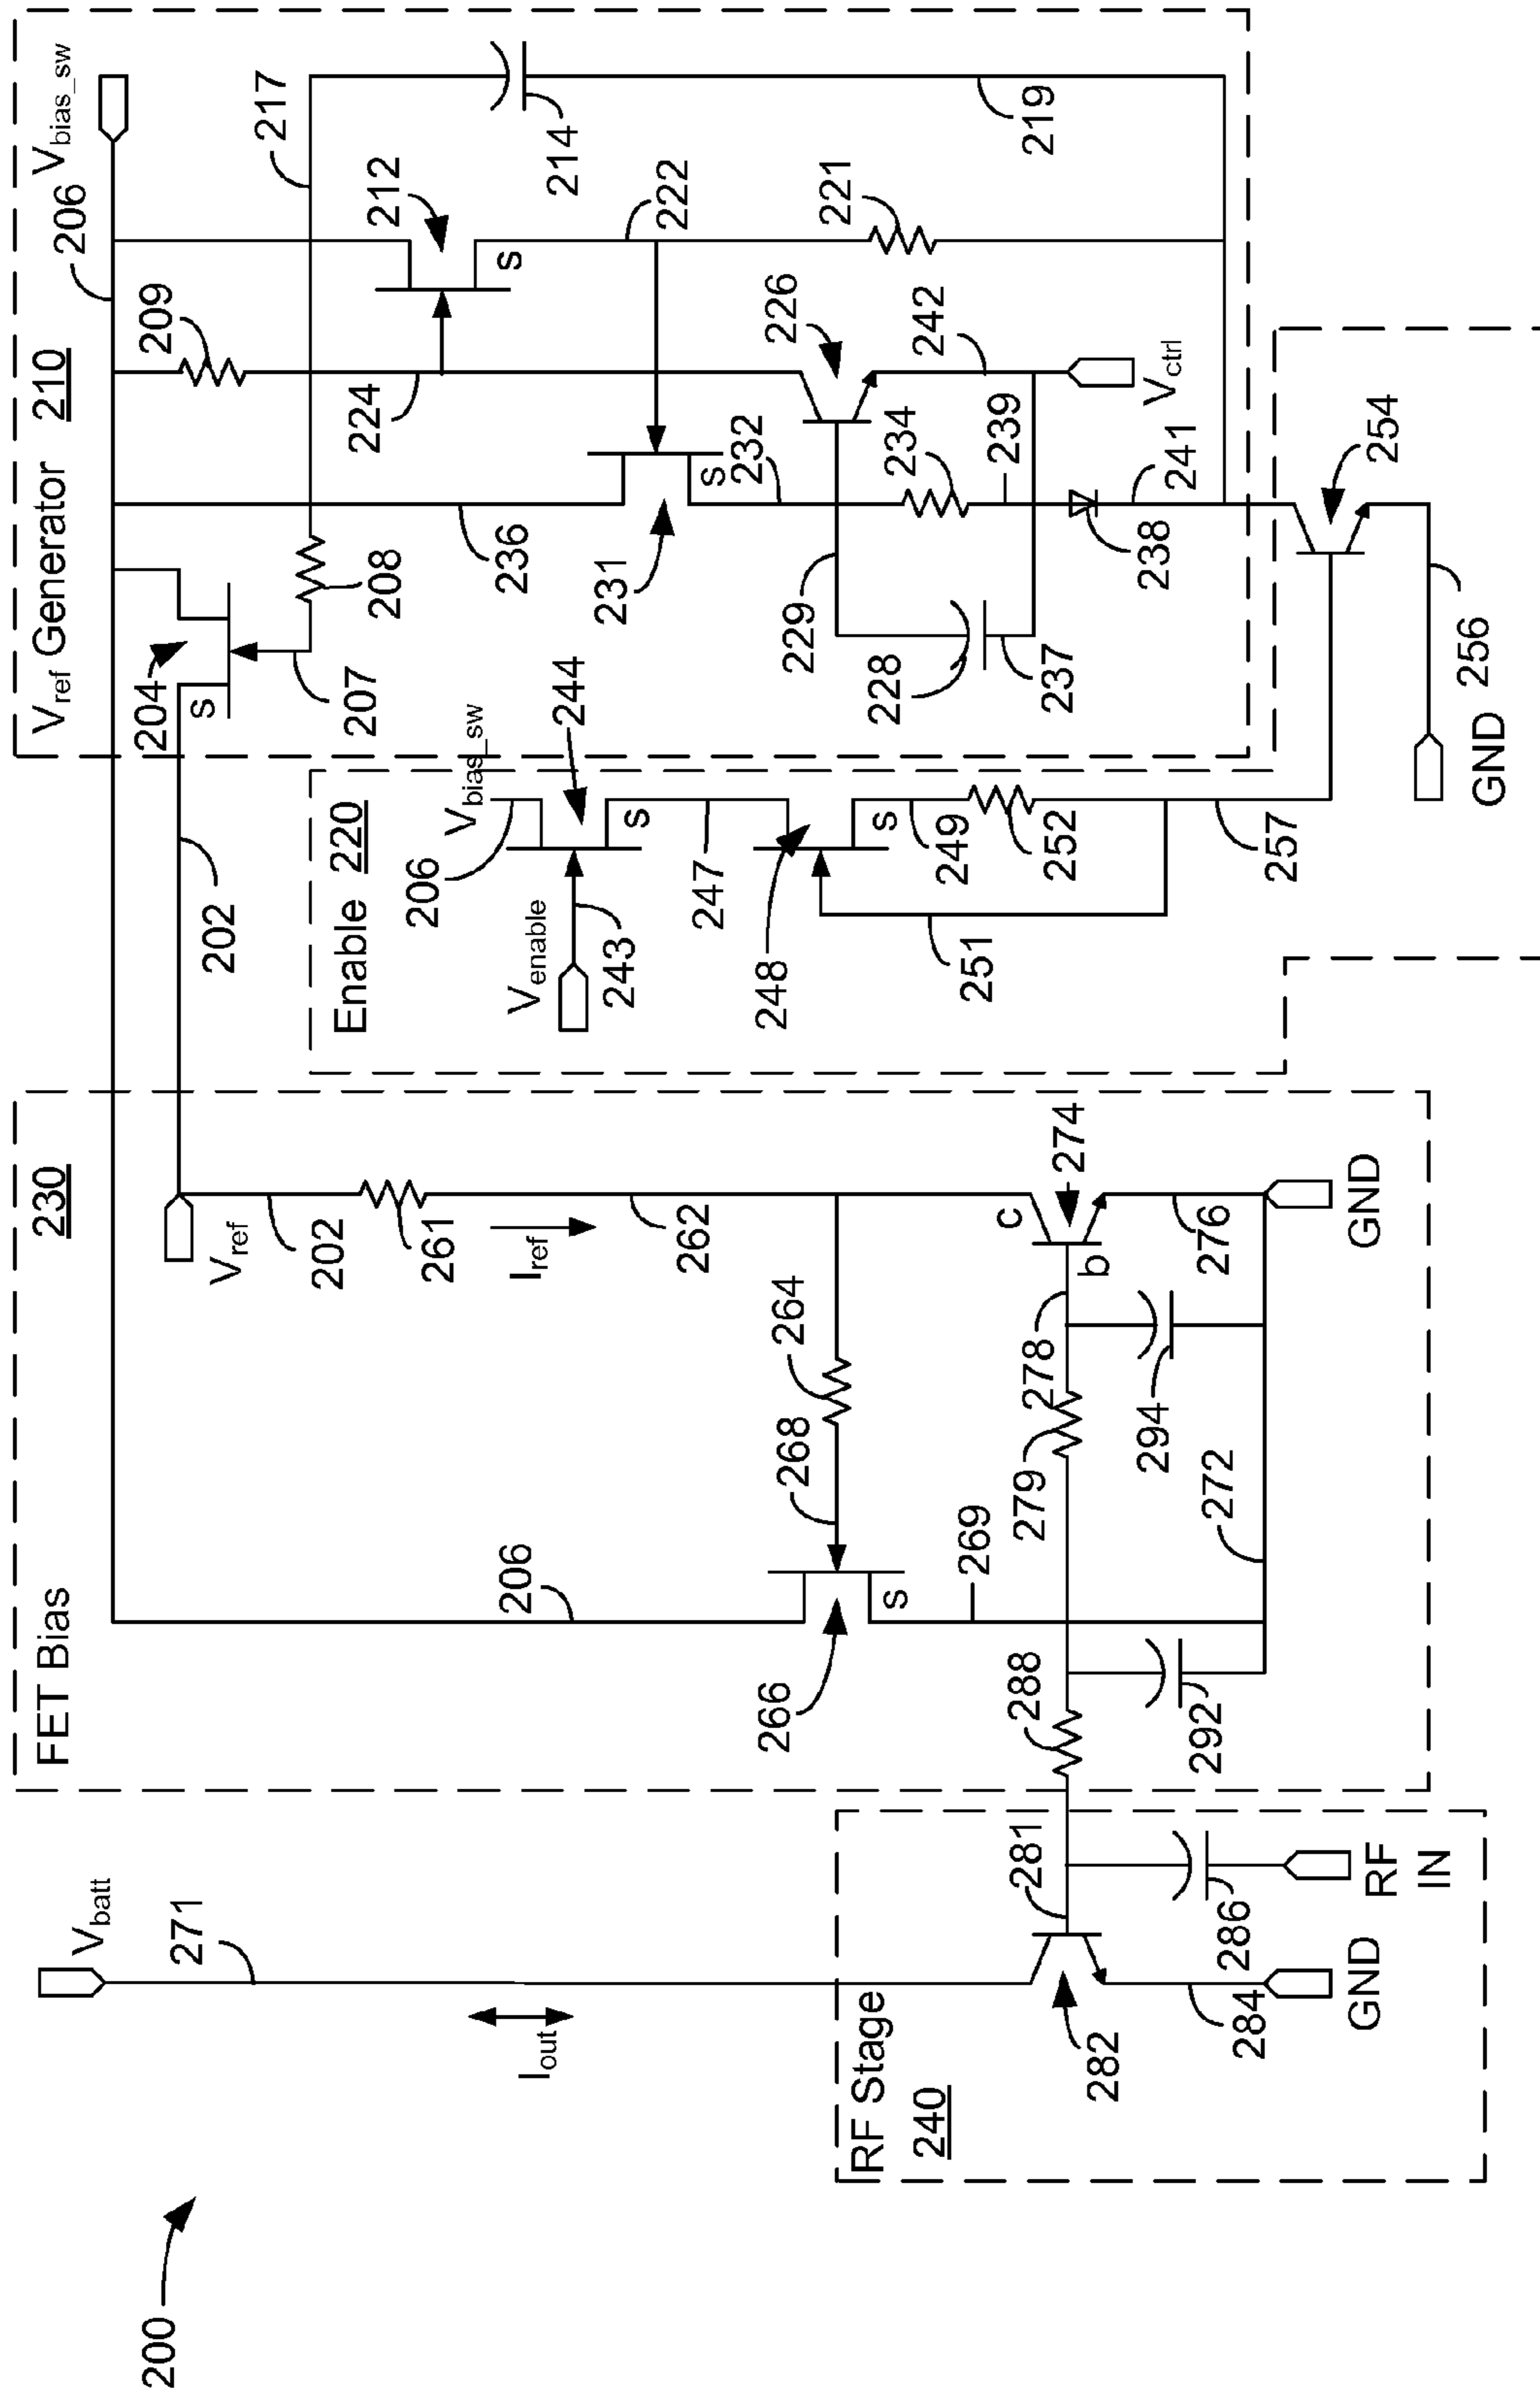 200
V_batt
271
I_out
RF Stage
240
282
284
GND
281
286
RF
IN
FET Bias
230
206
266
268
264
269
288
292
279
278
294
272
V_ref
202
261
I_ref
262
c
b
s
274
276
GND
202
Enable 220
V_bias_sw
206
V_enable
243
244
s
247
248
s
249
251
252
257
V_ref Generator 210
206
V_bias_sw
204
s
207
208
209
217
212
s
214
219
224
222
221
236
231
s
232
226
229
228
237
234
239
242
V_ctrl
238
241
254
256
GND